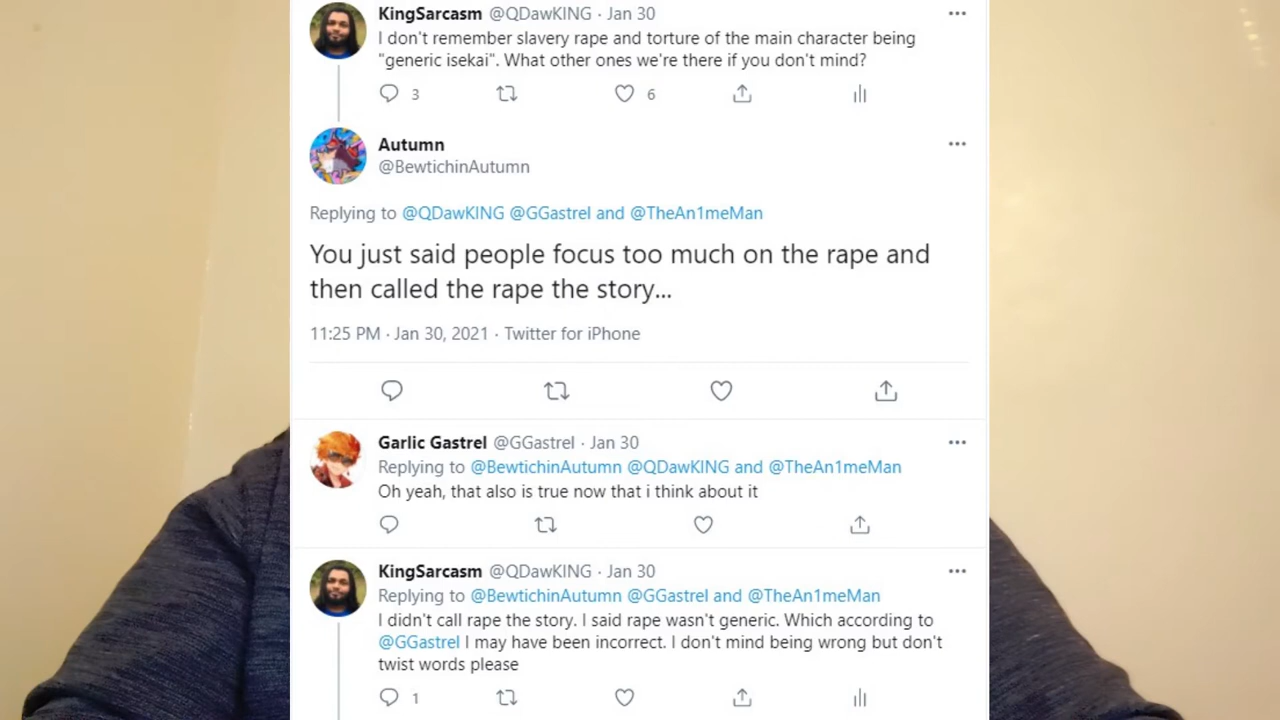 KingSarcasm @QDawKING · Jan 30
I don't remember slavery rape and torture of the main character being
"generic isekai". What other ones we're there if you don't mind?
3 6
Autumn
@BewtichinAutumn
Replying to @QDawKING @GGastrel and @TheAn1meMan
You just said people focus too much on the rape and
then called the rape the story...
11:25 PM · Jan 30, 2021 · Twitter for iPhone
Garlic Gastrel @GGastrel · Jan 30
Replying to @BewtichinAutumn @QDawKING and @TheAn1meMan
Oh yeah, that also is true now that i think about it
KingSarcasm @QDawKING · Jan 30
Replying to @BewtichinAutumn @GGastrel and @TheAn1meMan
I didn't call rape the story. I said rape wasn't generic. Which according to
@GGastrel I may have been incorrect. I don't mind being wrong but don't
twist words please
1